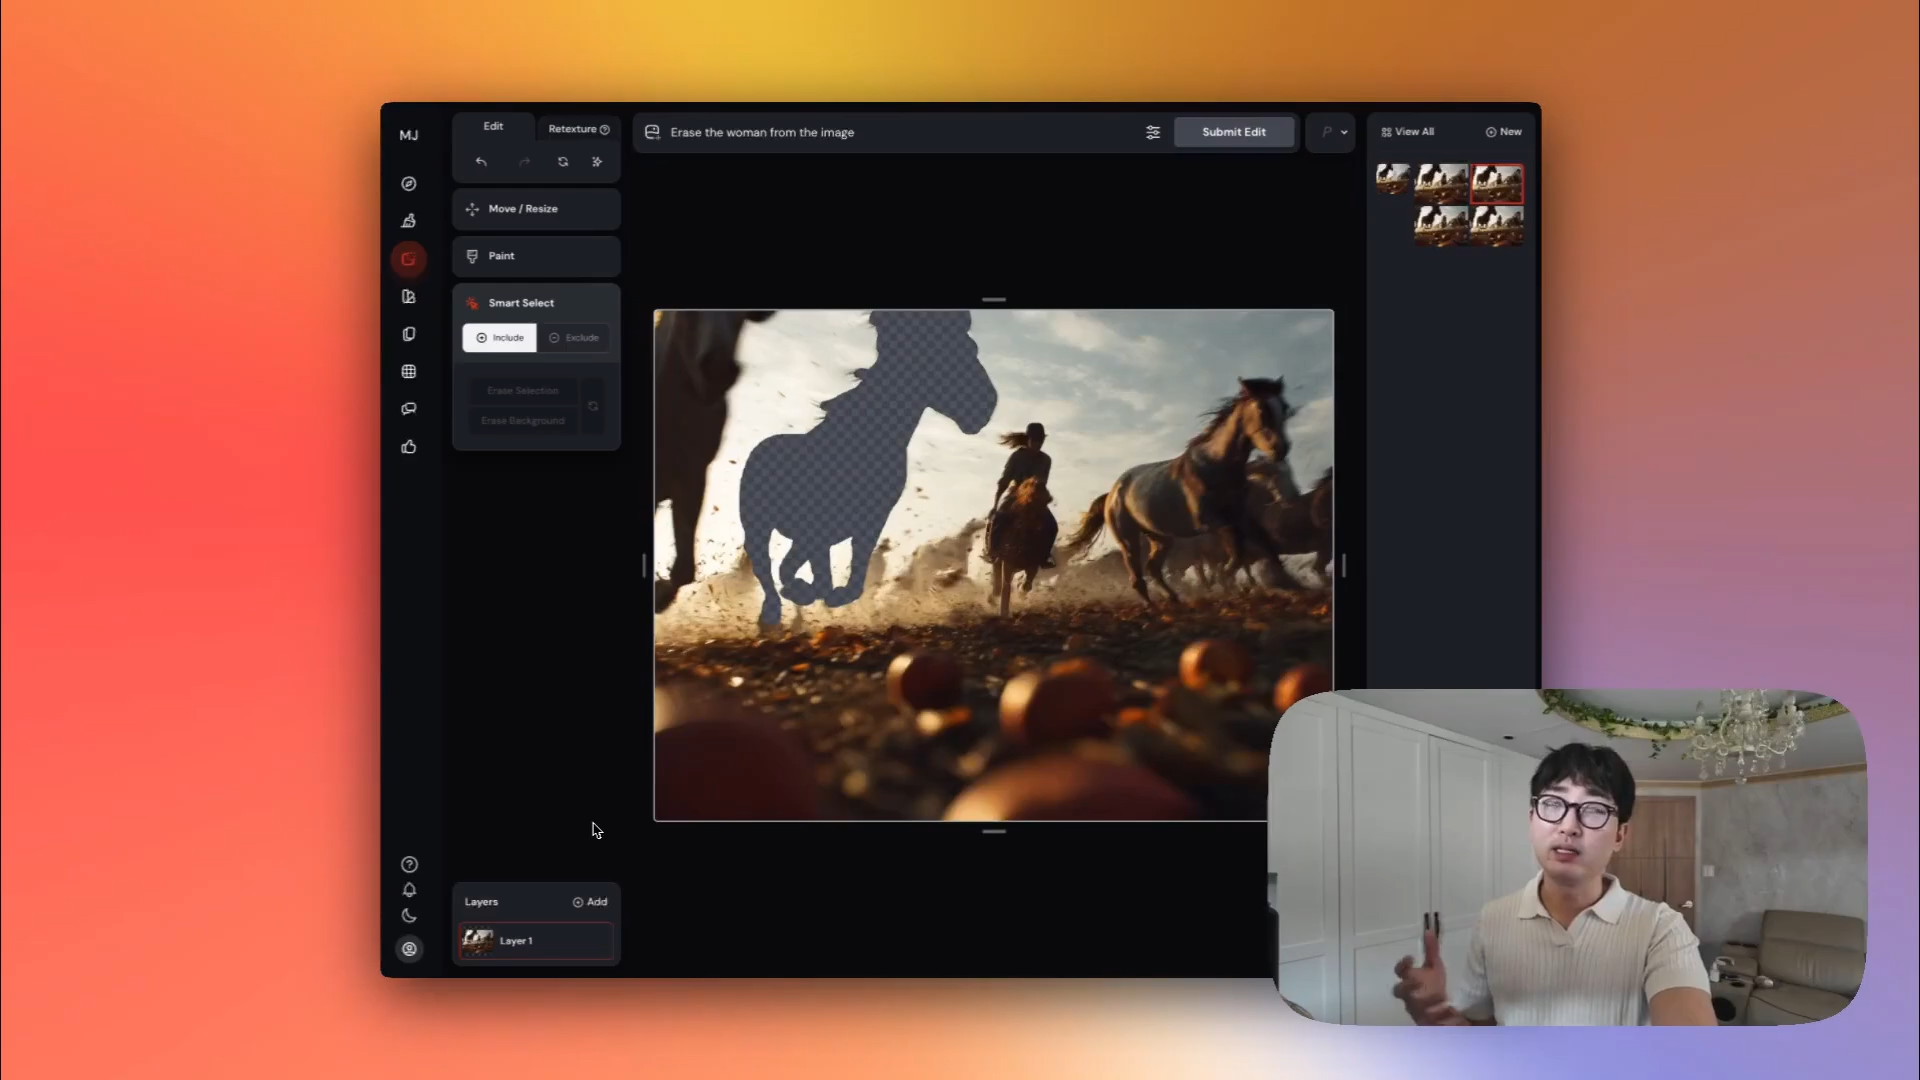 MJ
Edit
Retexture
Erase the woman from the image
Submit Edit
P
View All
New
Move / Resize
Paint
Smart Select
Include
Exclude
Erase Selection
Erase Background
Layers
Add
Layer 1